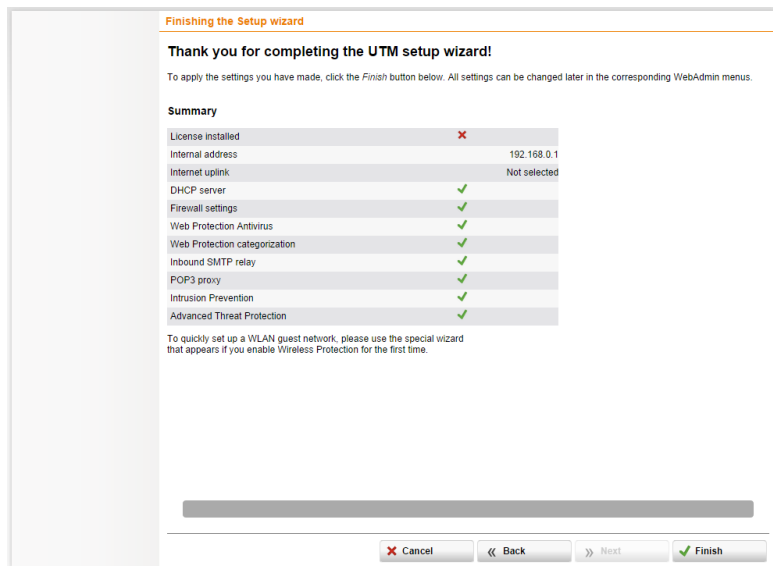 Finishing the Setup wizard
Thank you for completing the UTM setup wizard!
To apply the settings you have made, click the Finish button below. All settings can be changed later in the corresponding WebAdmin menus.
Summary
License installed
Internal address 192.168.0.1
Internet uplink Not selected
DHCP server
Firewall settings
Web Protection Antivirus
Web Protection categorization
Inbound SMTP relay
POP3 proxy
Intrusion Prevention
Advanced Threat Protection
To quickly set up a WLAN guest network, please use the special wizard
that appears if you enable Wireless Protection for the first time.
Cancel Back Next Finish